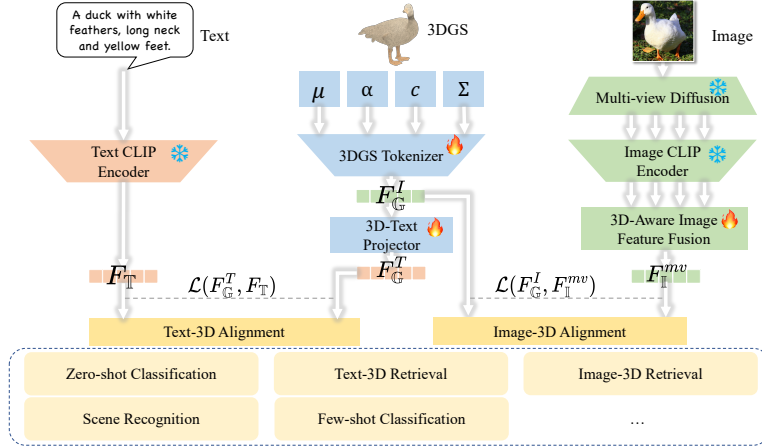 A duck with white
feathers, long neck
and yellow feet.
Text
3DGS
Image
μ
α
c
Σ
Multi-view Diffusion
Text CLIP
Encoder
3DGS Tokenizer
Image CLIP
Encoder
F_𝔾^I
3D-Text
Projector
3D-Aware Image
Feature Fusion
F_𝕋
F_𝔾^T
F_𝕀^{mv}
ℒ(F_𝔾^T, F_𝕋)
ℒ(F_𝔾^I, F_𝕀^{mv})
Text-3D Alignment
Image-3D Alignment
Zero-shot Classification
Text-3D Retrieval
Image-3D Retrieval
Scene Recognition
Few-shot Classification
…